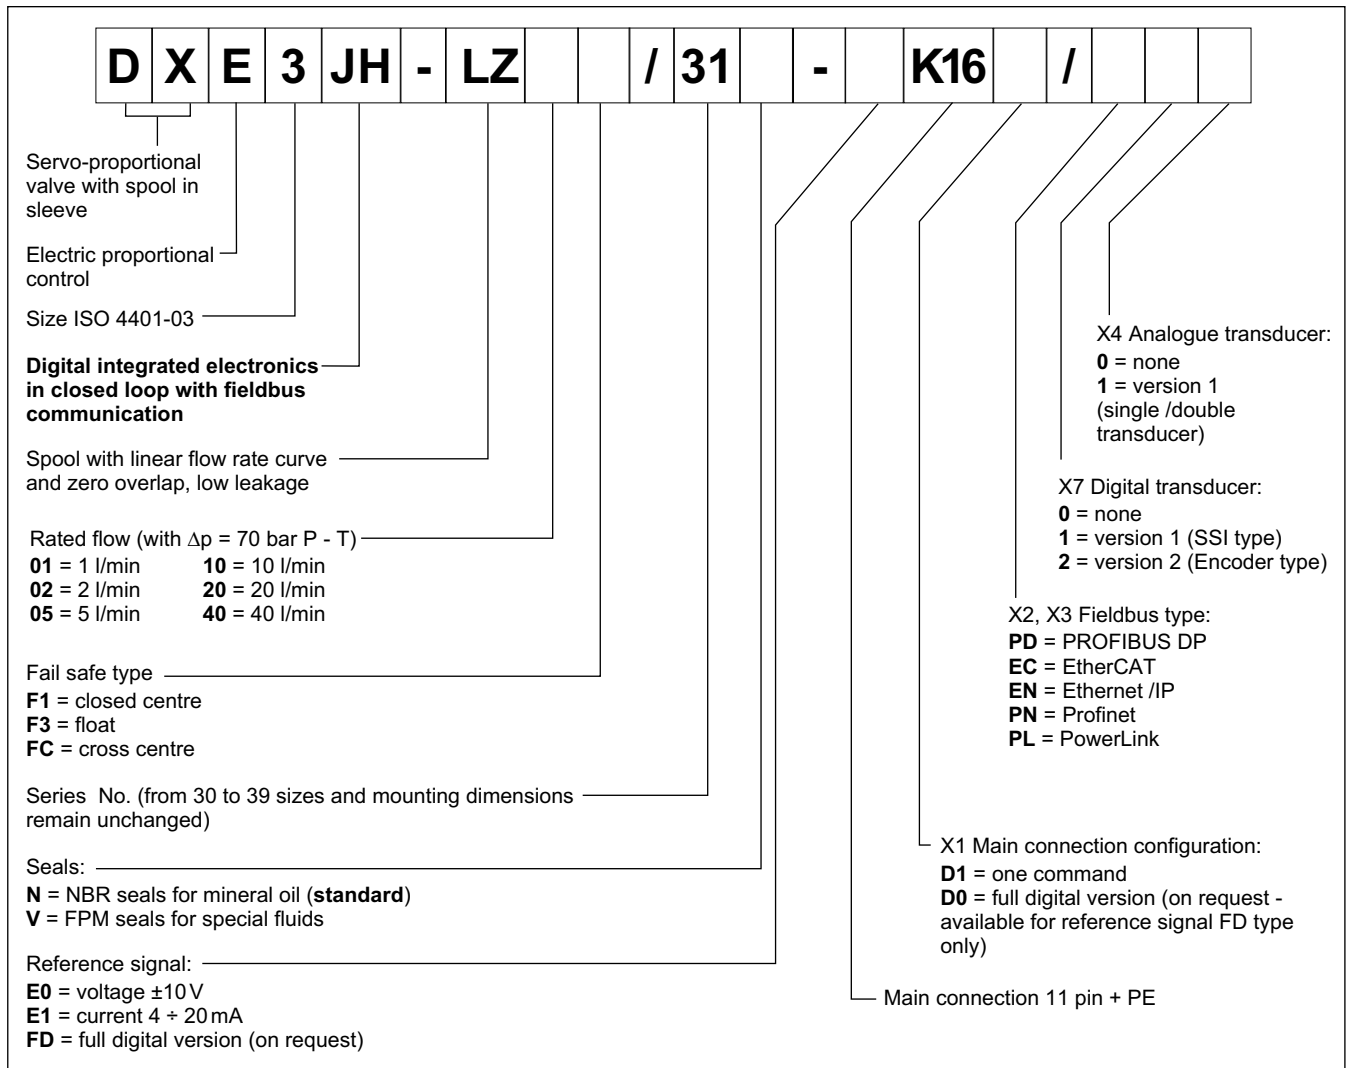 D X E 3 JH - LZ / 31 - K16 /
Servo-proportional
valve with spool in
sleeve
Electric proportional
control
Size ISO 4401-03
Digital integrated electronics
in closed loop with fieldbus
communication
Spool with linear flow rate curve
and zero overlap, low leakage
Rated flow (with Δp = 70 bar P - T)
01 = 1 l/min 10 = 10 l/min
02 = 2 l/min 20 = 20 l/min
05 = 5 l/min 40 = 40 l/min
Fail safe type
F1 = closed centre
F3 = float
FC = cross centre
Series No. (from 30 to 39 sizes and mounting dimensions
remain unchanged)
Seals:
N = NBR seals for mineral oil (standard)
V = FPM seals for special fluids
Reference signal:
E0 = voltage ±10 V
E1 = current 4 ÷ 20 mA
FD = full digital version (on request)
X4 Analogue transducer:
0 = none
1 = version 1
(single /double
transducer)
X7 Digital transducer:
0 = none
1 = version 1 (SSI type)
2 = version 2 (Encoder type)
X2, X3 Fieldbus type:
PD = PROFIBUS DP
EC = EtherCAT
EN = Ethernet /IP
PN = Profinet
PL = PowerLink
X1 Main connection configuration:
D1 = one command
D0 = full digital version (on request -
available for reference signal FD type
only)
Main connection 11 pin + PE